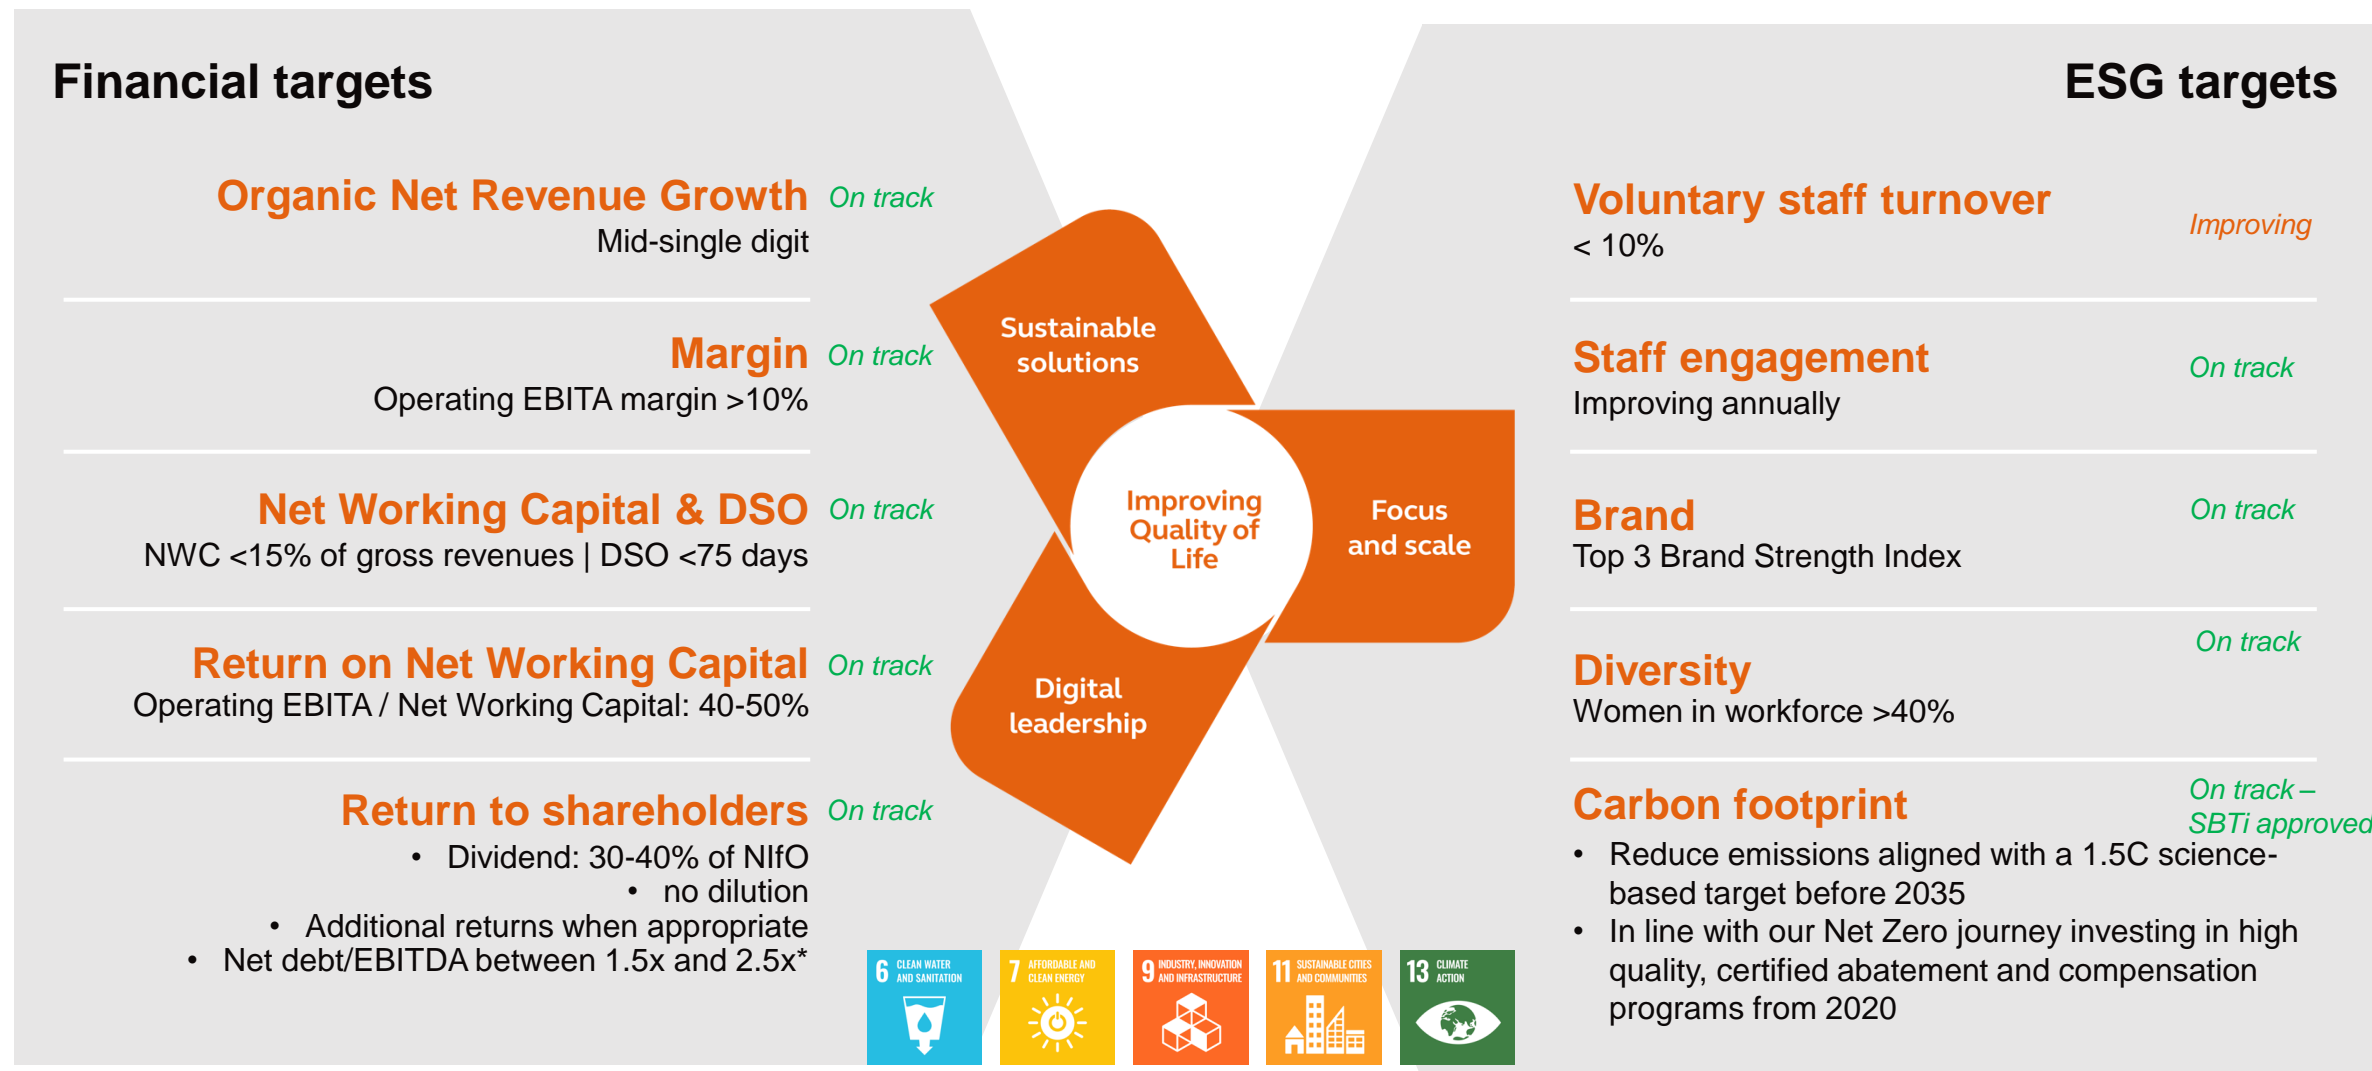 Financial targets
Organic Net Revenue Growth On track
Mid-single digit
Margin On track
Operating EBITA margin >10%
Net Working Capital & DSO On track
NWC <15% of gross revenues | DSO <75 days
Return on Net Working Capital On track
Operating EBITA / Net Working Capital: 40-50%
Return to shareholders On track
• Dividend: 30-40% of NIfO
• no dilution
• Additional returns when appropriate
• Net debt/EBITDA between 1.5x and 2.5x*
Sustainable
solutions
Improving
Quality of
Life
Focus
and scale
Digital
leadership
6 CLEAN WATER
AND SANITATION
7 AFFORDABLE AND
CLEAN ENERGY
9 INDUSTRY, INNOVATION
AND INFRASTRUCTURE
11 SUSTAINABLE CITIES
AND COMMUNITIES
13 CLIMATE
ACTION
ESG targets
Voluntary staff turnover
Improving
< 10%
Staff engagement
On track
Improving annually
Brand
On track
Top 3 Brand Strength Index
On track
Diversity
Women in workforce >40%
On track –
SBTi approved
Carbon footprint
• Reduce emissions aligned with a 1.5C science-
based target before 2035
• In line with our Net Zero journey investing in high
quality, certified abatement and compensation
programs from 2020